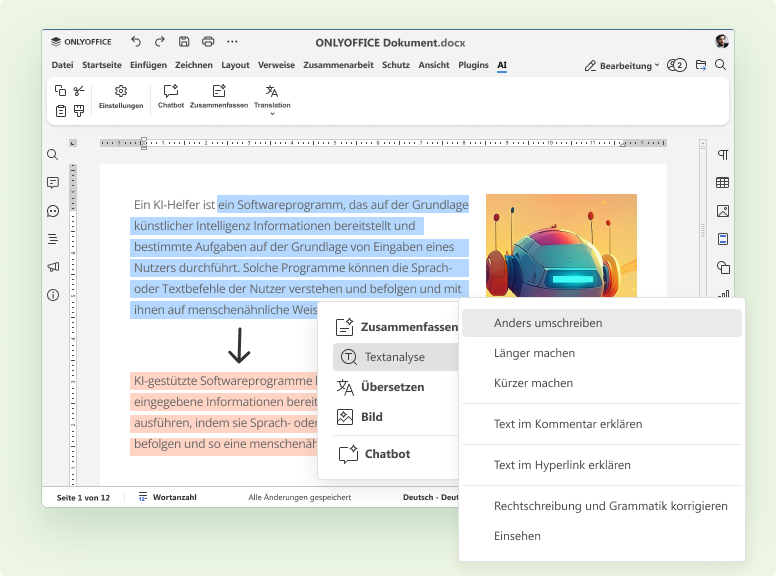 ONLYOFFICE
ONLYOFFICE Dokument.docx
Datei Startseite Einfügen Zeichnen Layout Verweise Zusammenarbeit Schutz Ansicht Plugins AI
Bearbeitung 2
Einstellungen Chatbot Zusammenfassen Translation
Ein KI-Helfer ist ein Softwareprogramm, das auf der Grundlage
künstlicher Intelligenz Informationen bereitstellt und
bestimmte Aufgaben auf der Grundlage von Eingaben eines
Nutzers durchführt. Solche Programme können die Sprach-
oder Textbefehle der Nutzer verstehen und befolgen und mit
ihnen auf menschenähnliche Weis
KI-gestützte Softwareprogramme
eingegebene Informationen bereit
ausführen, indem sie Sprach- oder
befolgen und so eine menschenäh
Zusammenfassen
Textanalyse
Übersetzen
Bild
Chatbot
Anders umschreiben
Länger machen
Kürzer machen
Text im Kommentar erklären
Text im Hyperlink erklären
Rechtschreibung und Grammatik korrigieren
Einsehen
Seite 1 von 12 Wortanzahl Alle Änderungen gespeichert Deutsch - Deut